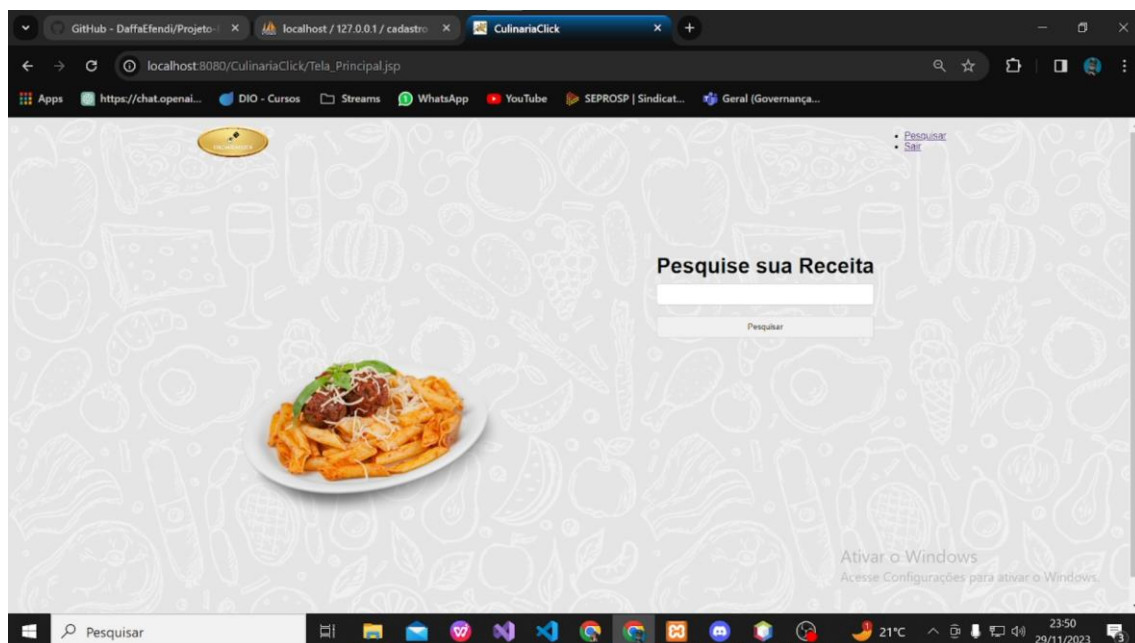 GitHub - DaffaEfendi/Projeto-
localhost / 127.0.0.1 / cadastro
CulinariaClick
localhost:8080/CulinariaClick/Tela_Principal.jsp
Apps
https://chat.openai...
DIO - Cursos
Streams
WhatsApp
YouTube
SEPROSP | Sindicat...
Geral (Governança...
Pesquisar
Sair
Pesquise sua Receita
Pesquisar
Ativar o Windows
Acesse Configurações para ativar o Windows.
Pesquisar
21°C
23:50
29/11/2023